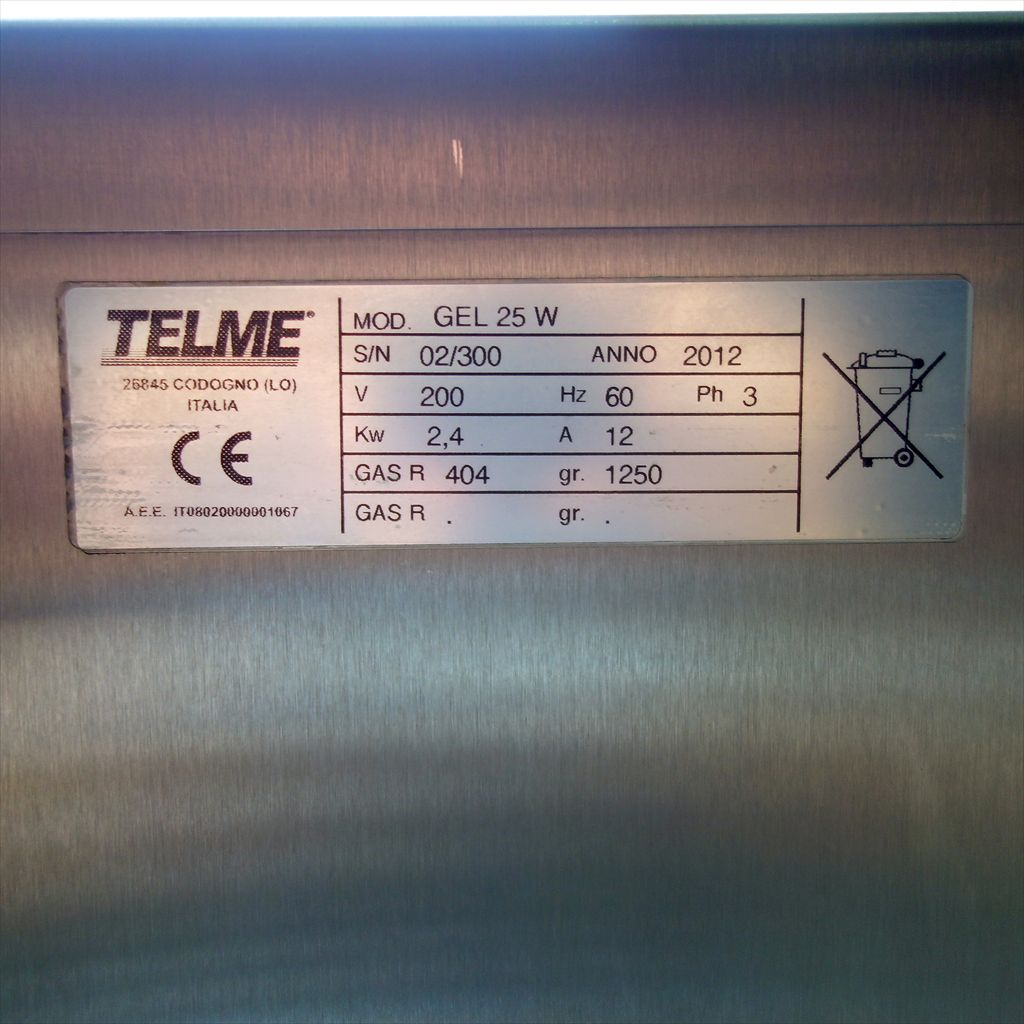 TELME®
26845 CODOGNO (LO)
ITALIA
CE
A.E.E. IT08020000001067
MOD. GEL 25 W
S/N 02/300 ANNO 2012
V 200 Hz 60 Ph 3
Kw 2,4 A 12
GAS R 404 gr. 1250
GAS R . gr. .